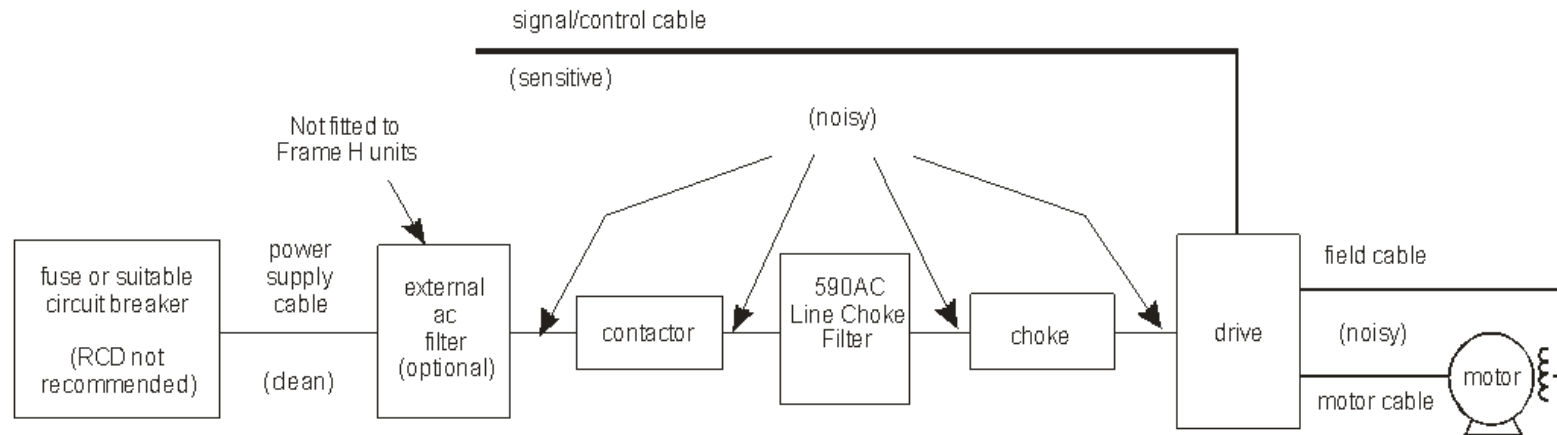 signal/control cable
(sensitive)
(noisy)
Not fitted to
Frame H units
fuse or suitable
circuit breaker
(RCD not
recommended)
power
supply
cable
(clean)
external
ac
filter
(optional)
contactor
590AC
Line Choke
Filter
choke
drive
field cable
(noisy)
motor
motor cable